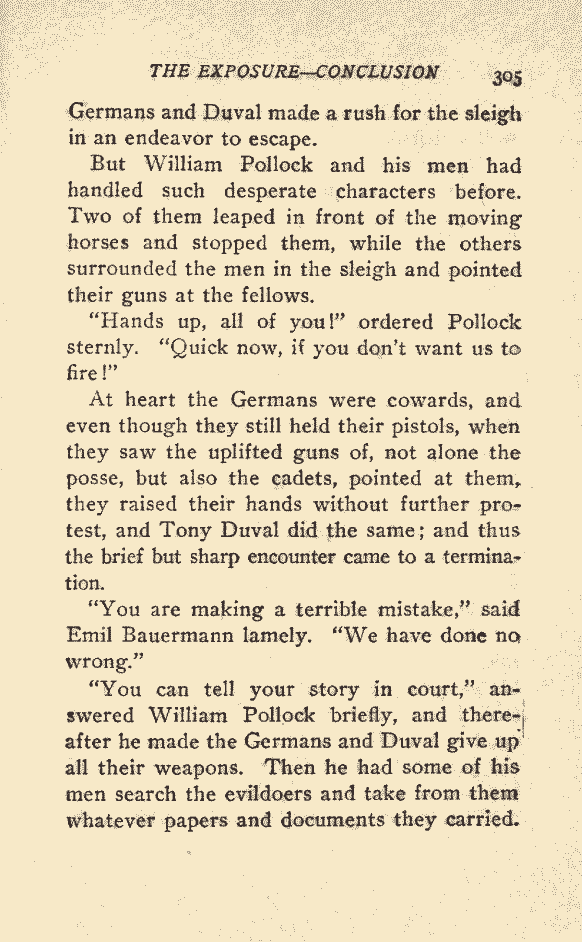 THE EXPOSURE—CONCLUSION 305
Germans and Duval made a rush for the sleigh
in an endeavor to escape.
But William Pollock and his men had
handled such desperate characters before.
Two of them leaped in front of the moving
horses and stopped them, while the others
surrounded the men in the sleigh and pointed
their guns at the fellows.
“Hands up, all of you!” ordered Pollock
sternly. “Quick now, if you don’t want us to
fire!”
At heart the Germans were cowards, and
even though they still held their pistols, when
they saw the uplifted guns of, not alone the
posse, but also the cadets, pointed at them,
they raised their hands without further pro-
test, and Tony Duval did the same; and thus
the brief but sharp encounter came to a termina-
tion.
“You are making a terrible mistake,” said
Emil Bauermann lamely. “We have done no
wrong.”
“You can tell your story in court,” an-
swered William Pollock briefly, and there-
after he made the Germans and Duval give up
all their weapons. Then he had some of his
men search the evildoers and take from them
whatever papers and documents they carried.